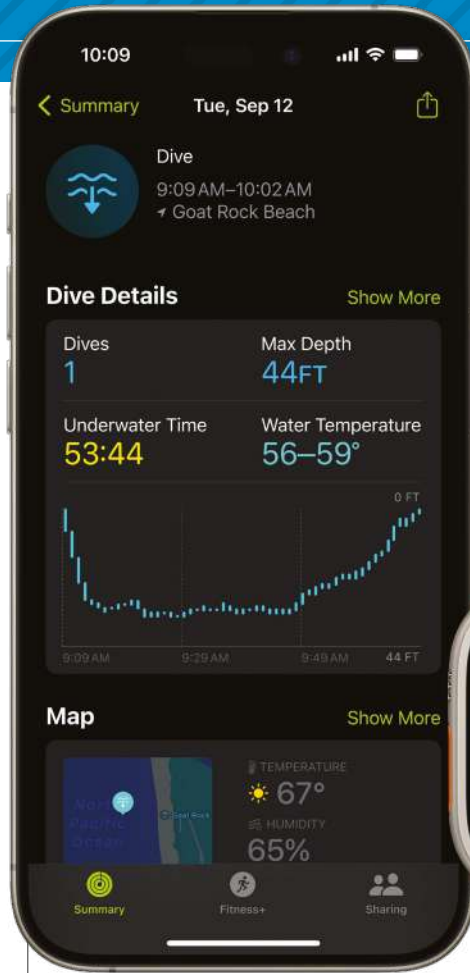 10:09
Summary
Tue, Sep 12
Dive
9:09 AM–10:02 AM
Goat Rock Beach
Dive Details
Show More
Dives
1
Max Depth
44FT
Underwater Time
53:44
Water Temperature
56–59°
0 FT
9:09 AM
9:29 AM
9:49 AM
44 FT
Map
Show More
North
Pacific
Ocean
Goat Rock
TEMPERATURE
67°
HUMIDITY
65%
Summary
Fitness+
Sharing